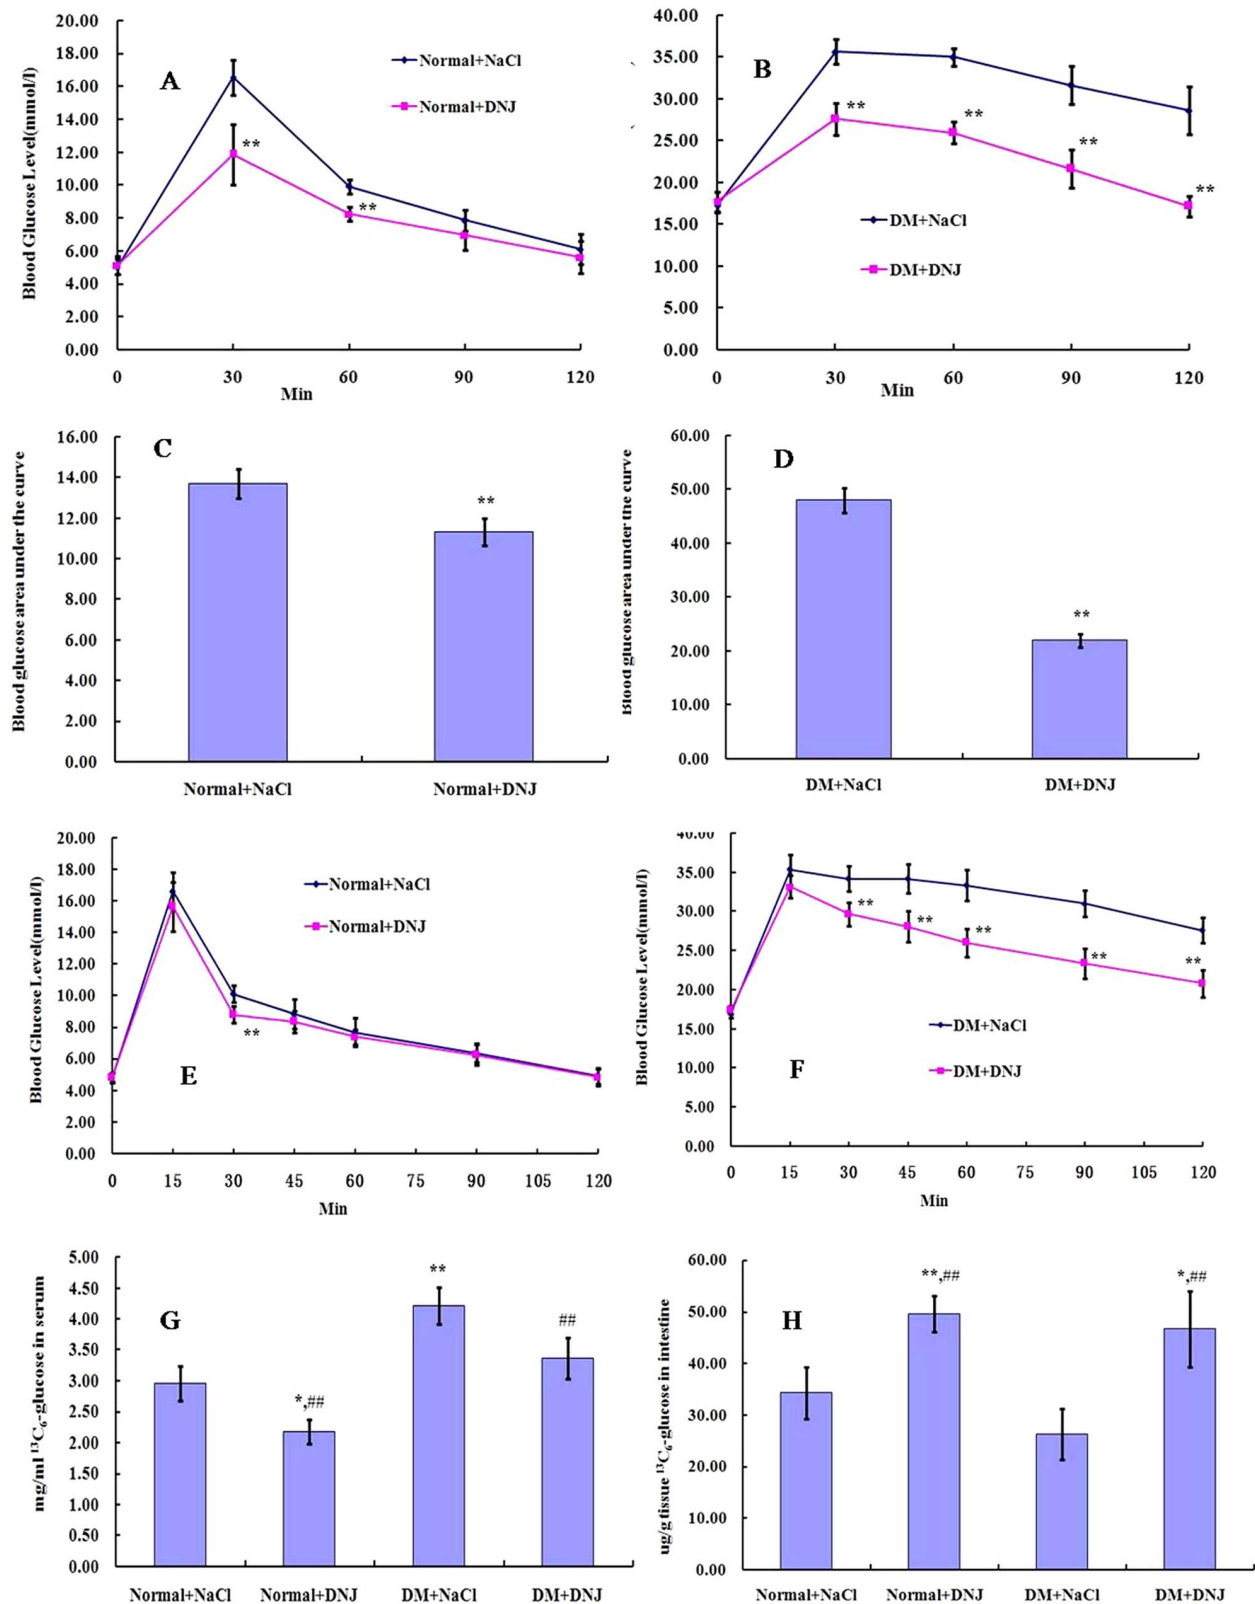 A
Blood Glucose Level(mmol/l)
20.00
18.00
16.00
14.00
12.00
10.00
8.00
6.00
4.00
2.00
0.00
0 30 60 90 120
Min
Normal+NaCl
Normal+DNJ
**
**
B
40.00
35.00
30.00
25.00
20.00
15.00
10.00
5.00
0.00
0 30 60 90 120
DM+NaCl
DM+DNJ
**
**
**
**
C
Blood glucose area under the curve
16.00
14.00
12.00
10.00
8.00
6.00
4.00
2.00
0.00
**
Normal+NaCl Normal+DNJ
D
Blood glucose area under the curve
60.00
50.00
40.00
30.00
20.00
10.00
0.00
**
DM+NaCl DM+DNJ
E
Blood Glucose Level(mmol/l)
20.00
18.00
16.00
14.00
12.00
10.00
8.00
6.00
4.00
2.00
0.00
0 15 30 45 60 75 90 105 120
Min
Normal+NaCl
Normal+DNJ
**
F
Blood Glucose Level(mmol/l)
40.00
35.00
30.00
25.00
20.00
15.00
10.00
5.00
0.00
0 15 30 45 60 75 90 105 120
DM+NaCl
DM+DNJ
**
**
**
**
**
G
mg/ml ¹³C₆-glucose in serum
5.00
4.50
4.00
3.50
3.00
2.50
2.00
1.50
1.00
0.50
0.00
*,##
**
##
Normal+NaCl Normal+DNJ DM+NaCl DM+DNJ
H
ug/g tissue ¹³C₆-glucose in intestine
60.00
50.00
40.00
30.00
20.00
10.00
0.00
**,##
*,##
Normal+NaCl Normal+DNJ DM+NaCl DM+DNJ